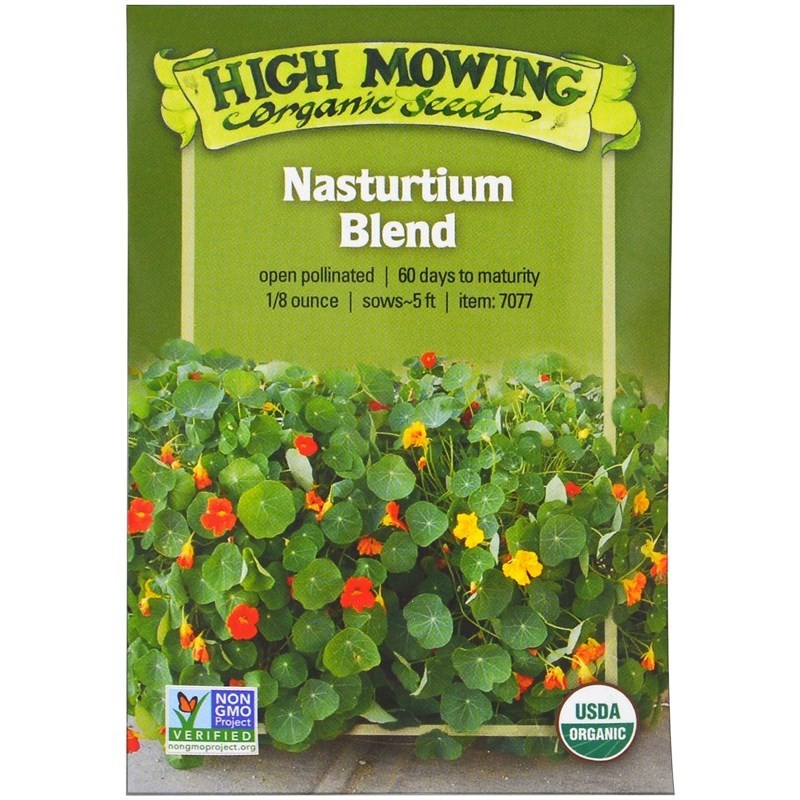 HIGH MOWING
Organic Seeds
Nasturtium
Blend
open pollinated | 60 days to maturity
1/8 ounce | sows~5 ft | item: 7077
NON
GMO
Project
VERIFIED
nongmoproject.org
USDA
ORGANIC